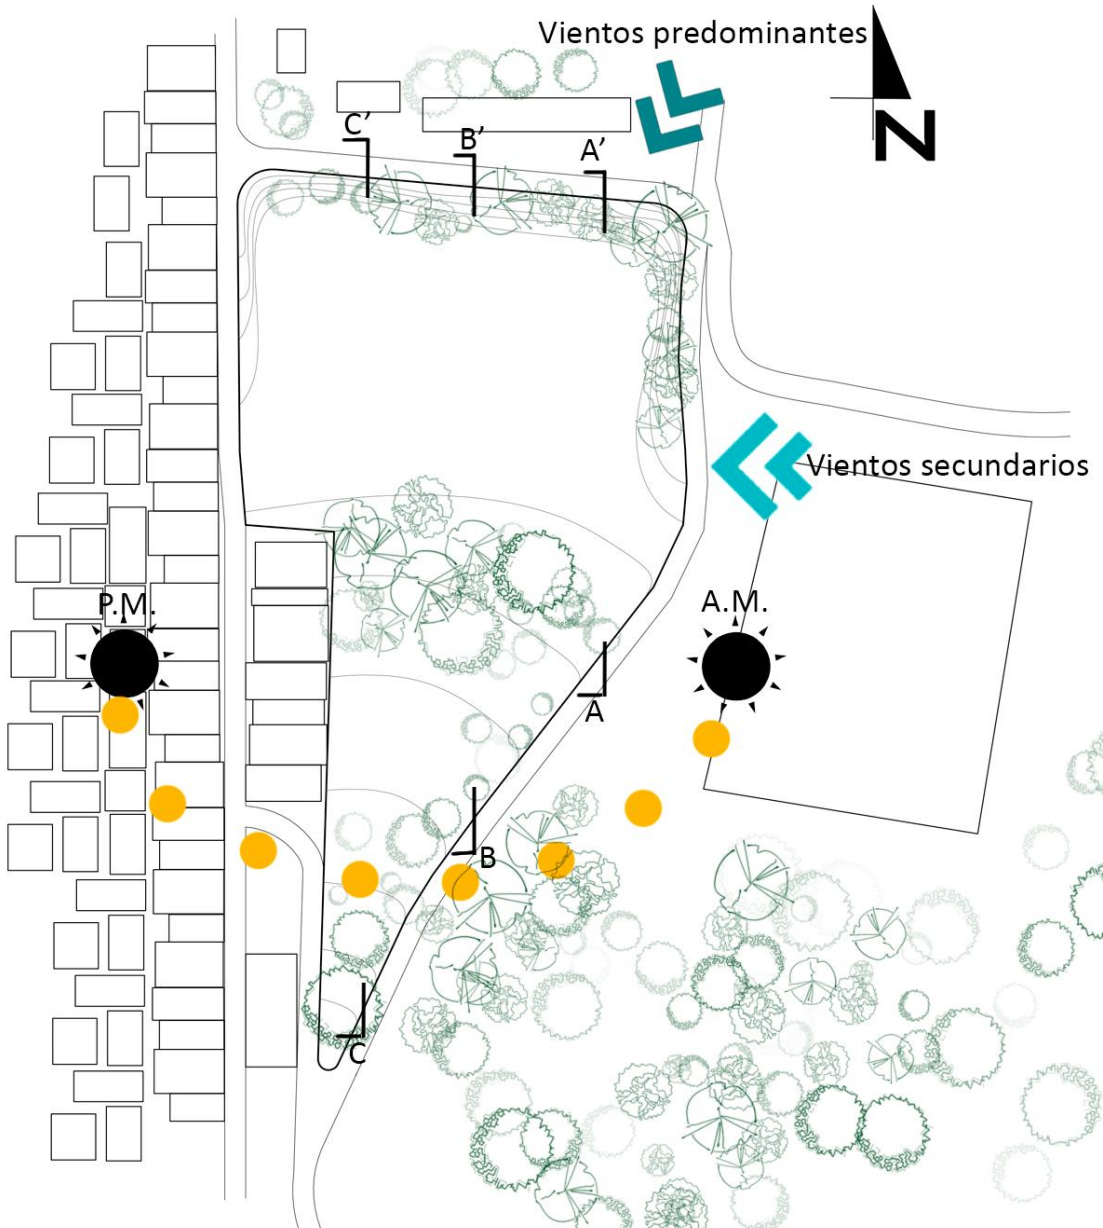 Vientos predominantes
N
C’
B’
A’
Vientos secundarios
P.M.
A.M.
A
B
C